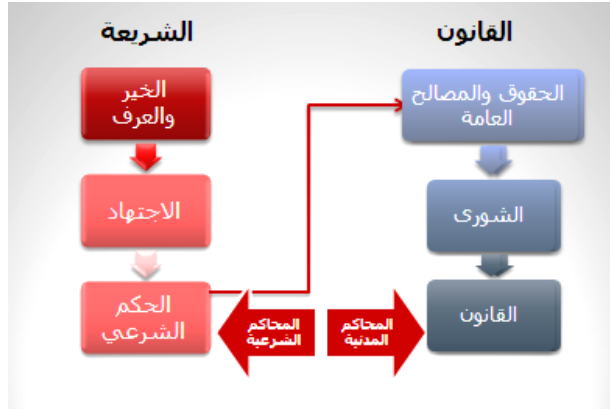 الشريعة
القانون
الخير
والعرف
الحقوق والمصالح
العامة
الاجتهاد
الشورى
الحكم
الشرعي
المحاكم
الشرعية
المحاكم
المدنية
القانون